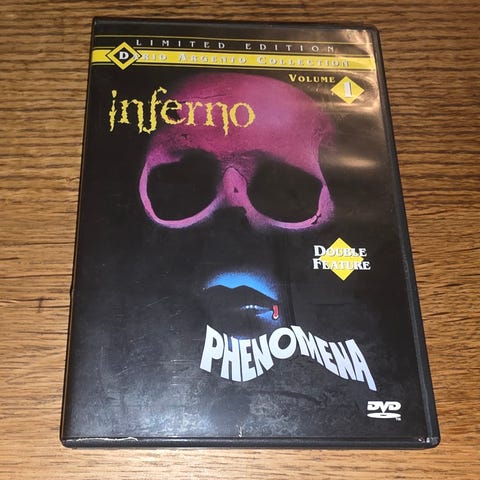 LIMITED EDITION
DARIO ARGENTO COLLECTION
VOLUME 1
inferno
DOUBLE
FEATURE
PHENOMENA
DVD